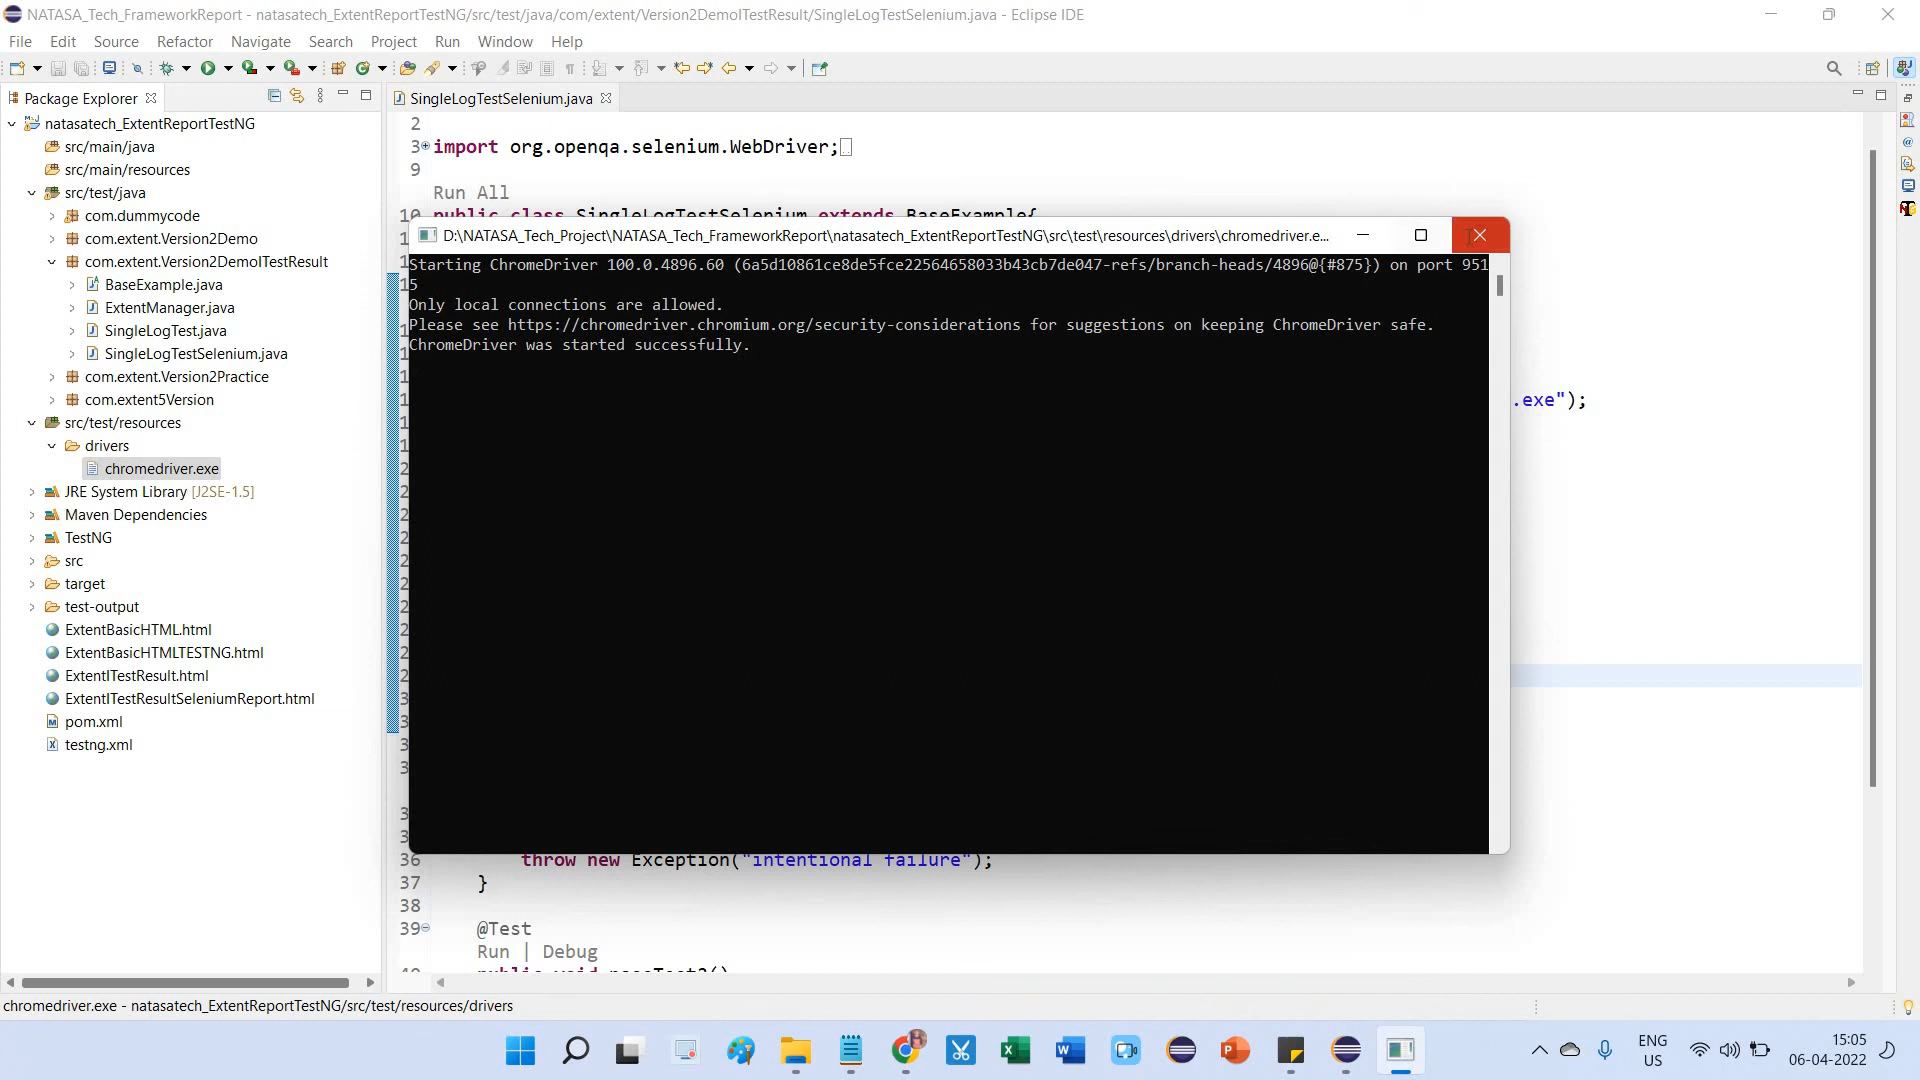 NATASA_Tech_FrameworkReport - natasatech_ExtentReportTestNG/src/test/java/com/extent/Version2DemoITestResult/SingleLogTestSelenium.java - Eclipse IDE
File Edit Source Refactor Navigate Search Project Run Window Help
Package Explorer
SingleLogTestSelenium.java
natasatech_ExtentReportTestNG
src/main/java
src/main/resources
src/test/java
com.dummycode
com.extent.Version2Demo
com.extent.Version2DemoITestResult
BaseExample.java
ExtentManager.java
SingleLogTest.java
SingleLogTestSelenium.java
com.extent.Version2Practice
com.extent5Version
src/test/resources
drivers
chromedriver.exe
JRE System Library [J2SE-1.5]
Maven Dependencies
TestNG
src
target
test-output
ExtentBasicHTML.html
ExtentBasicHTMLTESTNG.html
ExtentITestResult.html
ExtentITestResultSeleniumReport.html
pom.xml
testng.xml
2
3 import org.openqa.selenium.WebDriver;
9
Run All
10 public class SingleLogTestSelenium extends BaseExample{
D:\NATASA_Tech_Project\NATASA_Tech_FrameworkReport\natasatech_ExtentReportTestNG\src\test\resources\drivers\chromedriver.e...
Starting ChromeDriver 100.0.4896.60 (6a5d10861ce8de5fce22564658033b43cb7de047-refs/branch-heads/4896@{#875}) on port 951
5
Only local connections are allowed.
Please see https://chromedriver.chromium.org/security-considerations for suggestions on keeping ChromeDriver safe.
ChromeDriver was started successfully.
.exe");
36 throw new Exception("intentional failure");
37 }
38
39 @Test
Run | Debug
chromedriver.exe - natasatech_ExtentReportTestNG/src/test/resources/drivers
ENG
US
15:05
06-04-2022